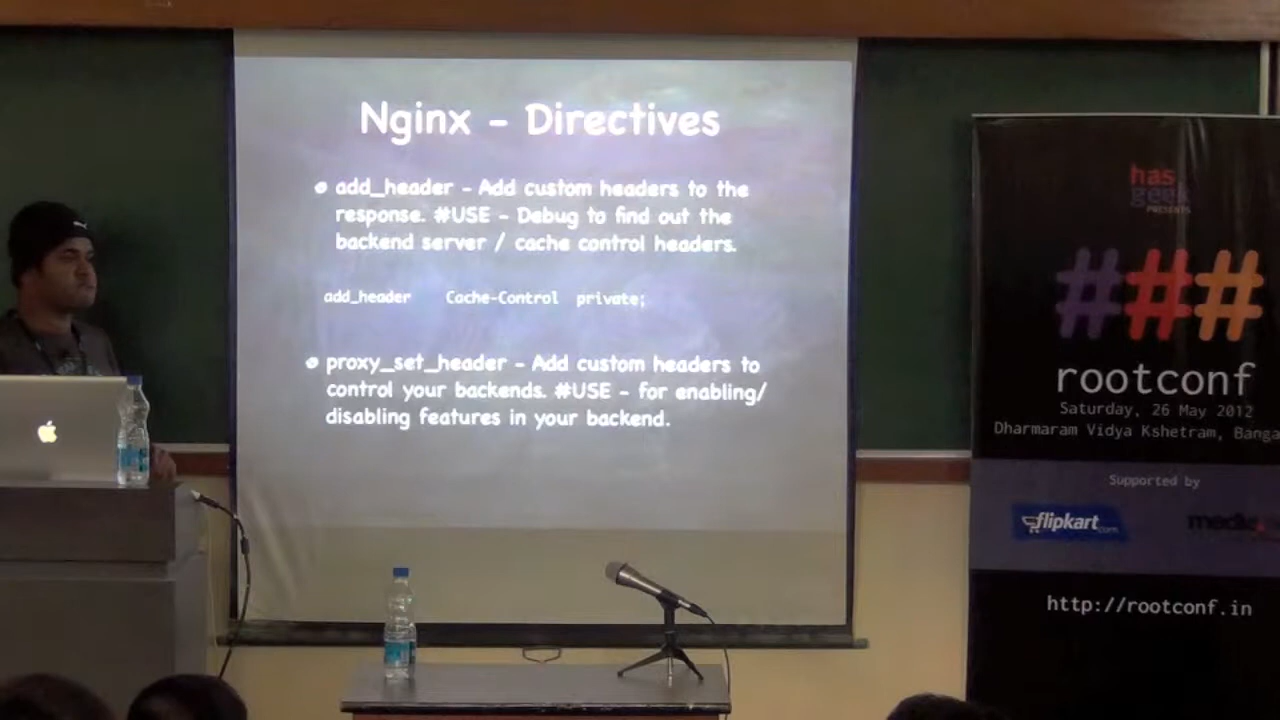 Nginx - Directives
add_header - Add custom headers to the
response. #USE - Debug to find out the
backend server / cache control headers.
add_header Cache-Control private;
proxy_set_header - Add custom headers to
control your backends. #USE - for enabling/
disabling features in your backend.
has
geek
PRESENTS
###
rootconf
Saturday, 26 May 2012
Dharmaram Vidya Kshetram, Banga
Supported by
flipkart.com
http://rootconf.in